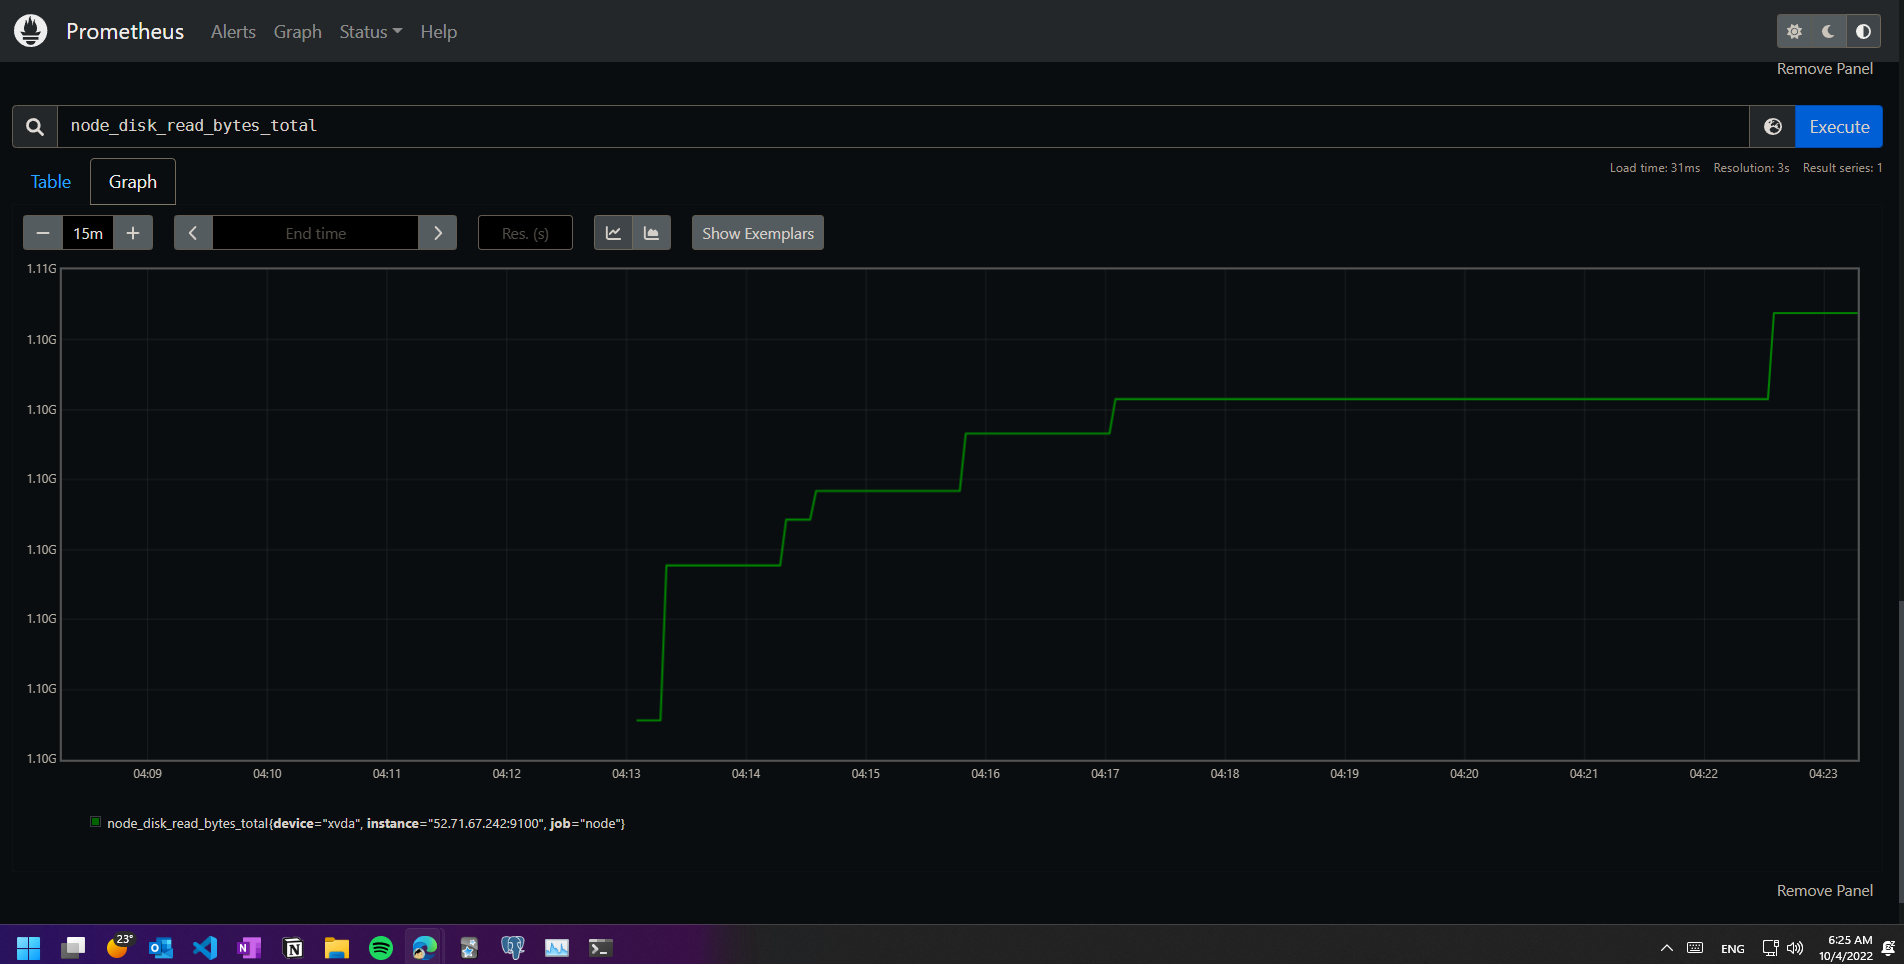 Prometheus Alerts Graph Status Help
Remove Panel
node_disk_read_bytes_total Execute
Table Graph Load time: 31ms Resolution: 3s Result series: 1
− 15m + End time Res. (s) Show Exemplars
1.11G
1.10G
1.10G
1.10G
1.10G
1.10G
1.10G
1.10G
04:09 04:10 04:11 04:12 04:13 04:14 04:15 04:16 04:17 04:18 04:19 04:20 04:21 04:22 04:23
node_disk_read_bytes_total{device="xvda", instance="52.71.67.242:9100", job="node"}
Remove Panel
23°
ENG
6:25 AM
10/4/2022